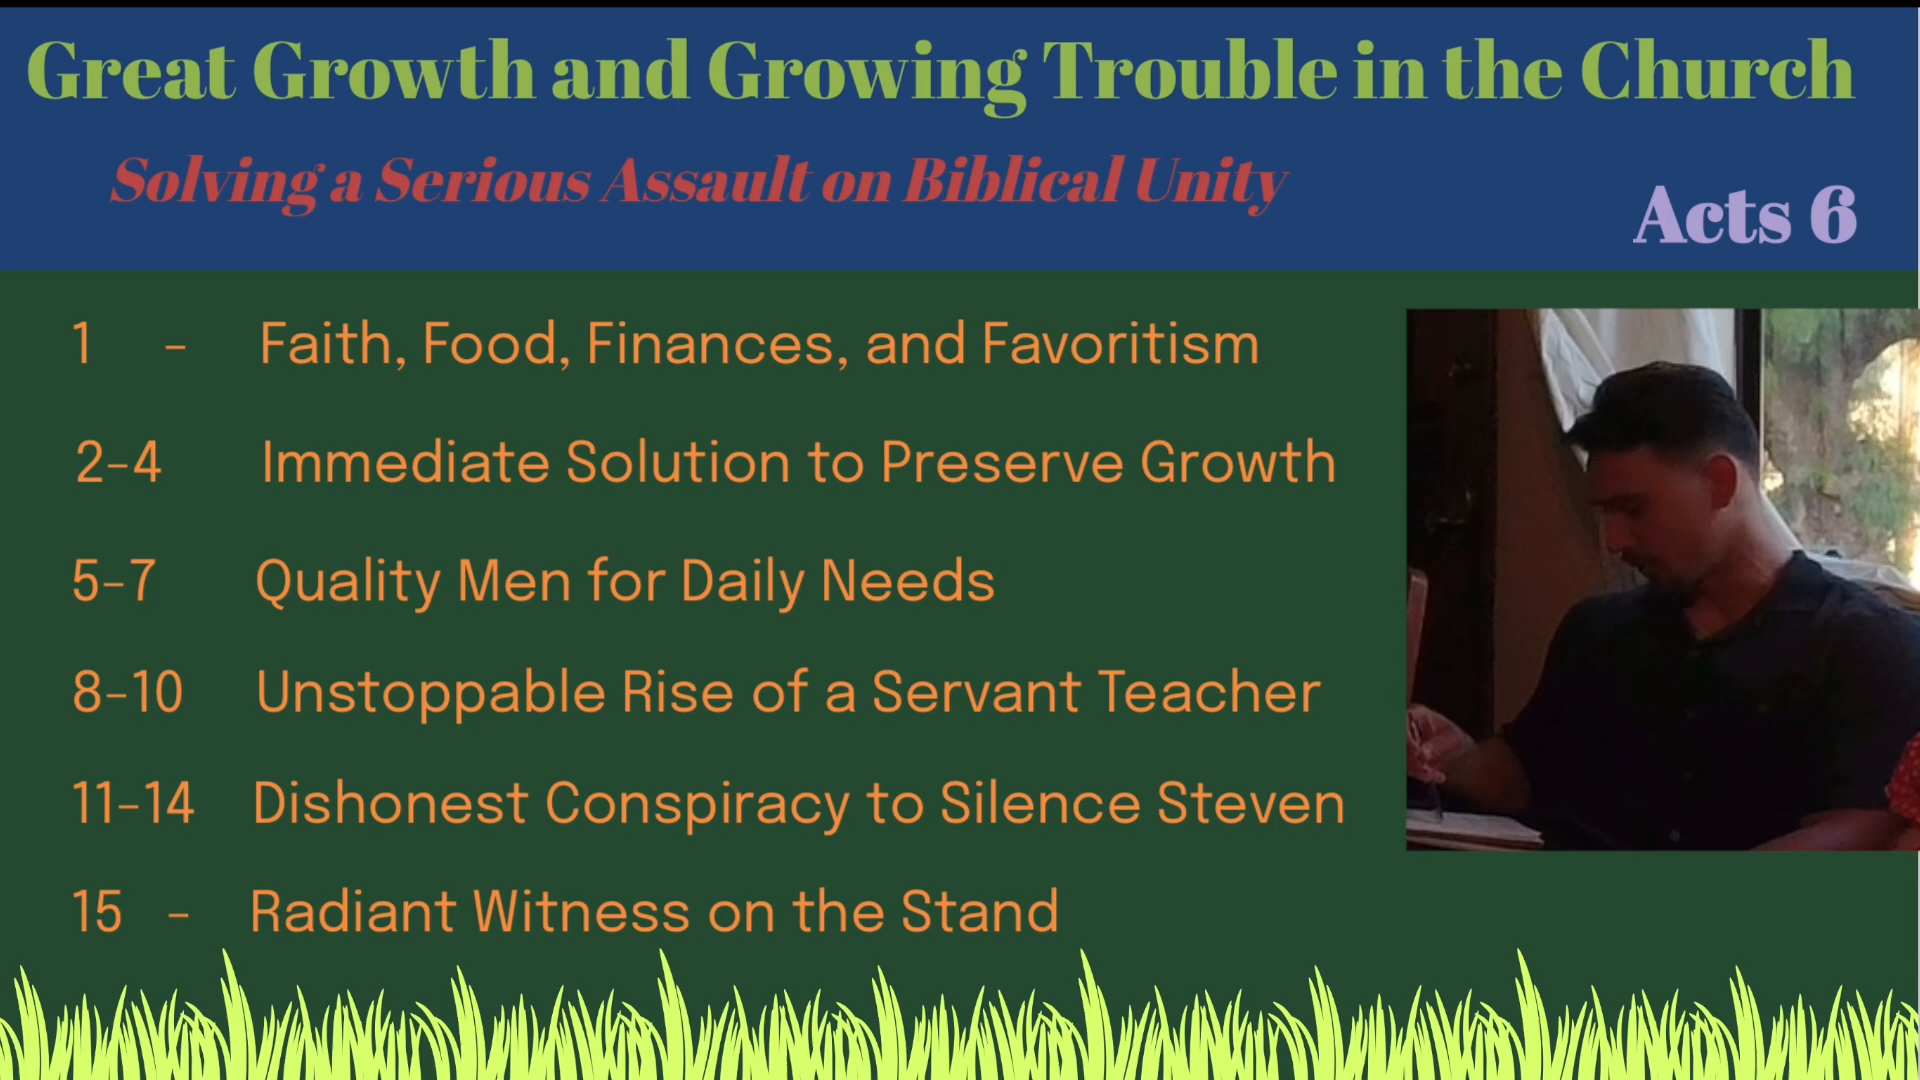 Great Growth and Growing Trouble in the Church
Solving a Serious Assault on Biblical Unity
Acts 6
1 - Faith, Food, Finances, and Favoritism
2-4 Immediate Solution to Preserve Growth
5-7 Quality Men for Daily Needs
8-10 Unstoppable Rise of a Servant Teacher
11-14 Dishonest Conspiracy to Silence Steven
15 - Radiant Witness on the Stand